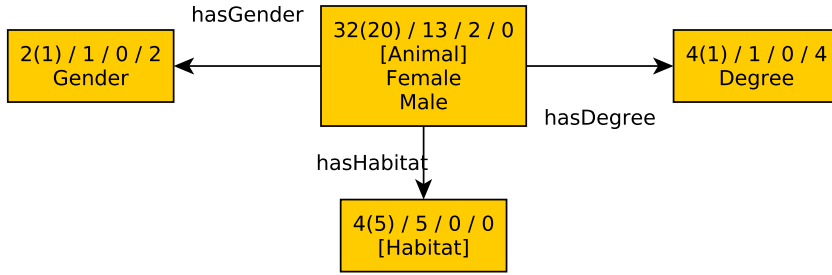 hasGender
32(20) / 13 / 2 / 0
[Animal]
Female
Male
2(1) / 1 / 0 / 2
Gender
4(1) / 1 / 0 / 4
Degree
hasDegree
hasHabitat
4(5) / 5 / 0 / 0
[Habitat]